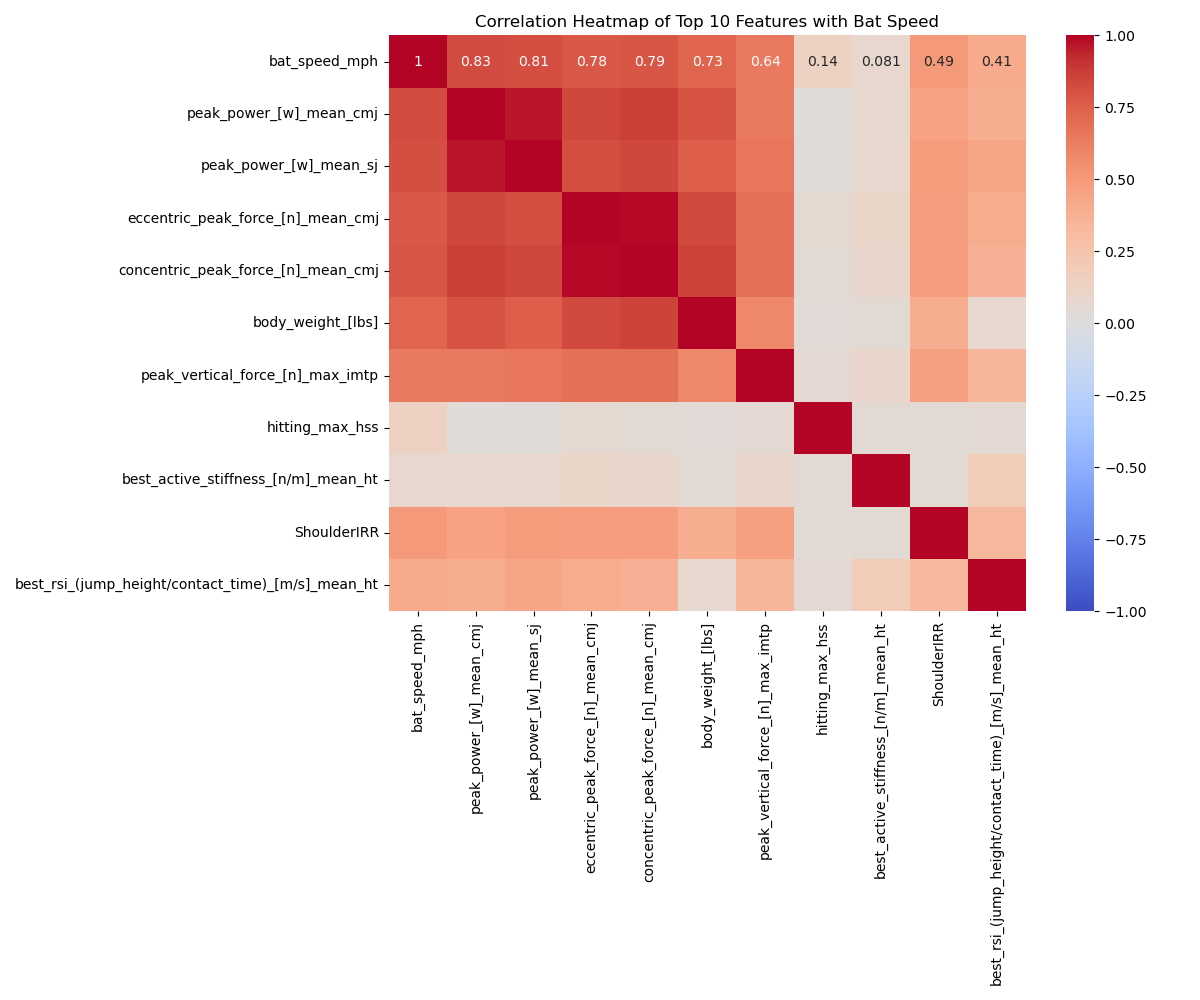 Correlation Heatmap of Top 10 Features with Bat Speed
bat_speed_mph
1 0.83 0.81 0.78 0.79 0.73 0.64 0.14 0.081 0.49 0.41
peak_power_[w]_mean_cmj
peak_power_[w]_mean_sj
eccentric_peak_force_[n]_mean_cmj
concentric_peak_force_[n]_mean_cmj
body_weight_[lbs]
peak_vertical_force_[n]_max_imtp
hitting_max_hss
best_active_stiffness_[n/m]_mean_ht
ShoulderIRR
best_rsi_(jump_height/contact_time)_[m/s]_mean_ht
bat_speed_mph
peak_power_[w]_mean_cmj
peak_power_[w]_mean_sj
eccentric_peak_force_[n]_mean_cmj
concentric_peak_force_[n]_mean_cmj
body_weight_[lbs]
peak_vertical_force_[n]_max_imtp
hitting_max_hss
best_active_stiffness_[n/m]_mean_ht
ShoulderIRR
best_rsi_(jump_height/contact_time)_[m/s]_mean_ht
1.00
0.75
0.50
0.25
0.00
−0.25
−0.50
−0.75
−1.00